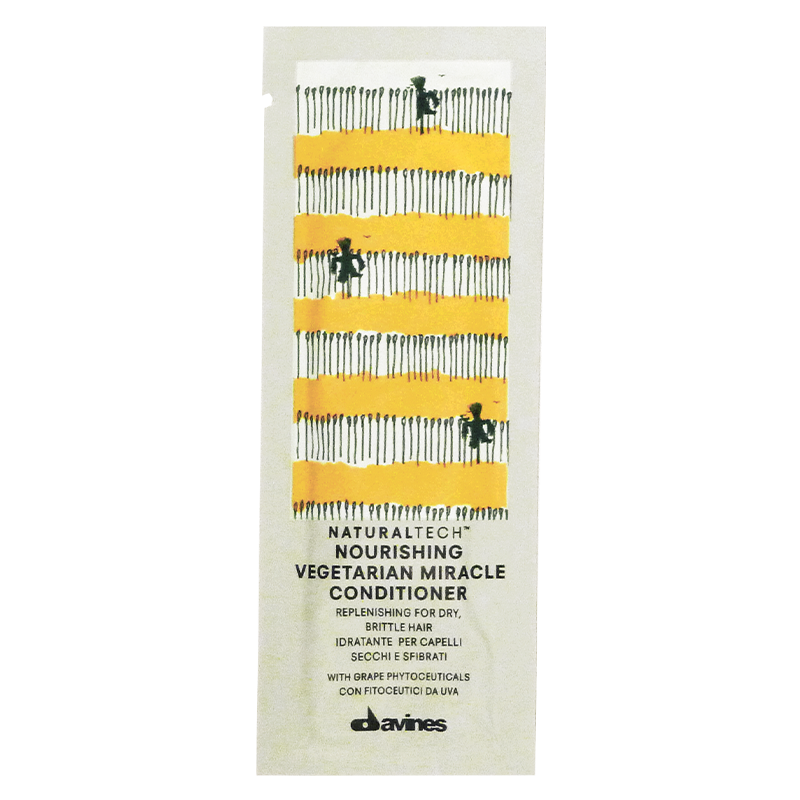 NATURALTECH™
NOURISHING
VEGETARIAN MIRACLE
CONDITIONER
REPLENISHING FOR DRY,
BRITTLE HAIR
IDRATANTE PER CAPELLI
SECCHI E SFIBRATI
WITH GRAPE PHYTOCEUTICALS
CON FITOCEUTICI DA UVA
davines